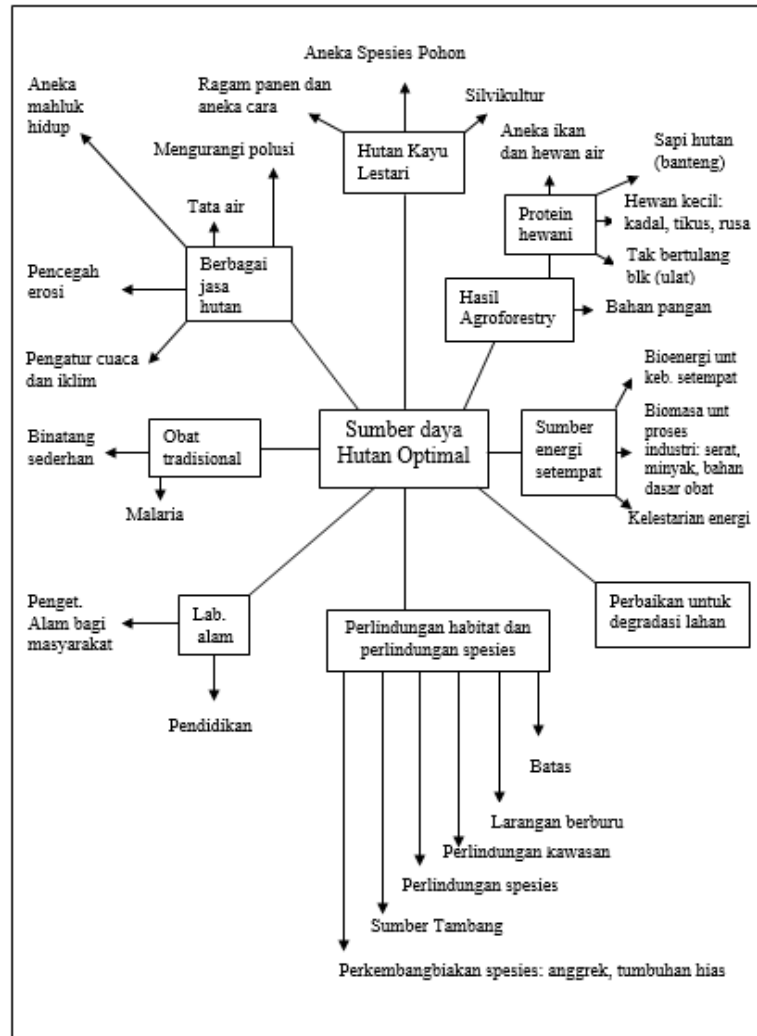 Aneka Spesies Pohon
Aneka
mahluk
hidup
Ragam panen dan
aneka cara
Silvikultur
Mengurangi polusi
Hutan Kayu
Lestari
Aneka ikan
dan hewan air
Sapi hutan
(banteng)
Tata air
Protein
hewani
Hewan kecil:
kadal, tikus, rusa
Berbagai
jasa
hutan
Tak bertulang
blk (ulat)
Pencegah
erosi
Hasil
Agroforestry
Bahan pangan
Pengatur cuaca
dan iklim
Bioenergi unt
keb. setempat
Binatang
sederhan
Obat
tradisional
Sumber daya
Hutan Optimal
Sumber
energi
setempat
Biomasa unt
proses
industri: serat,
minyak, bahan
dasar obat
Malaria
Kelestarian energi
Penget.
Alam bagi
masyarakat
Lab.
alam
Perlindungan habitat dan
perlindungan spesies
Perbaikan untuk
degradasi lahan
Pendidikan
Batas
Larangan berburu
Perlindungan kawasan
Perlindungan spesies
Sumber Tambang
Perkembangbiakan spesies: anggrek, tumbuhan hias